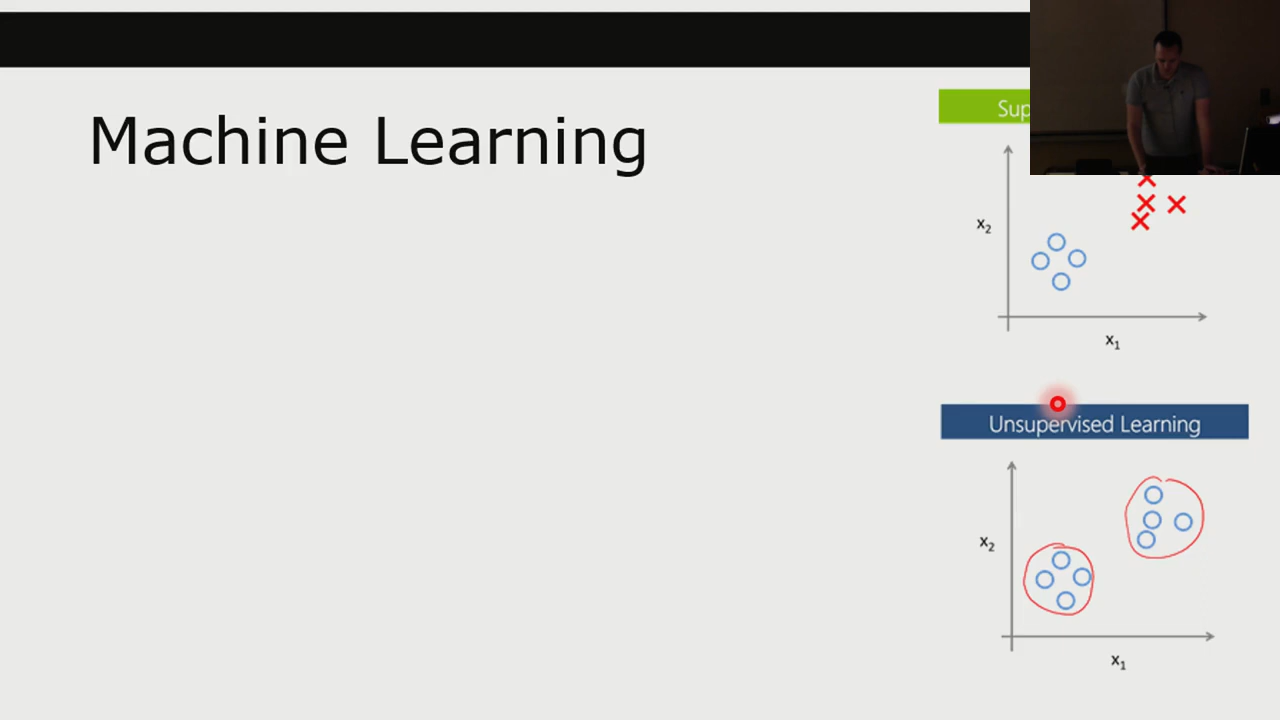 Machine Learning
Sup
x₂
x₁
Unsupervised Learning
x₂
x₁